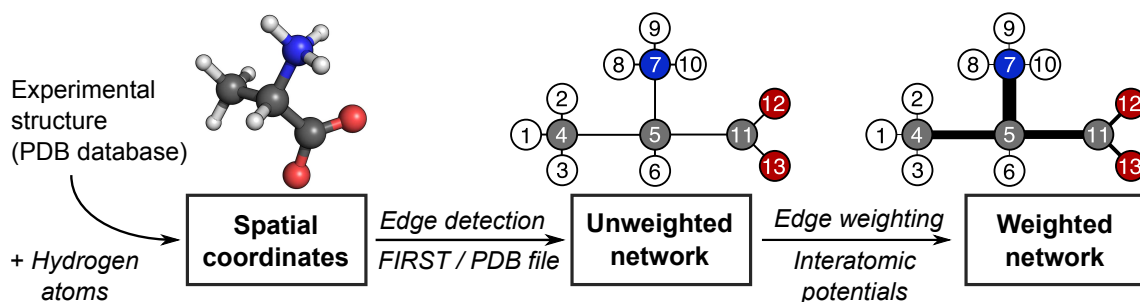 Experimental
structure
(PDB database)
+ Hydrogen
atoms
Spatial
coordinates
Edge detection
FIRST / PDB file
9
8 7 10
2
1 4 5 11
3 6
12
13
Unweighted
network
Edge weighting
Interatomic
potentials
9
8 7 10
2
1 4 5 11
3 6
12
13
Weighted
network